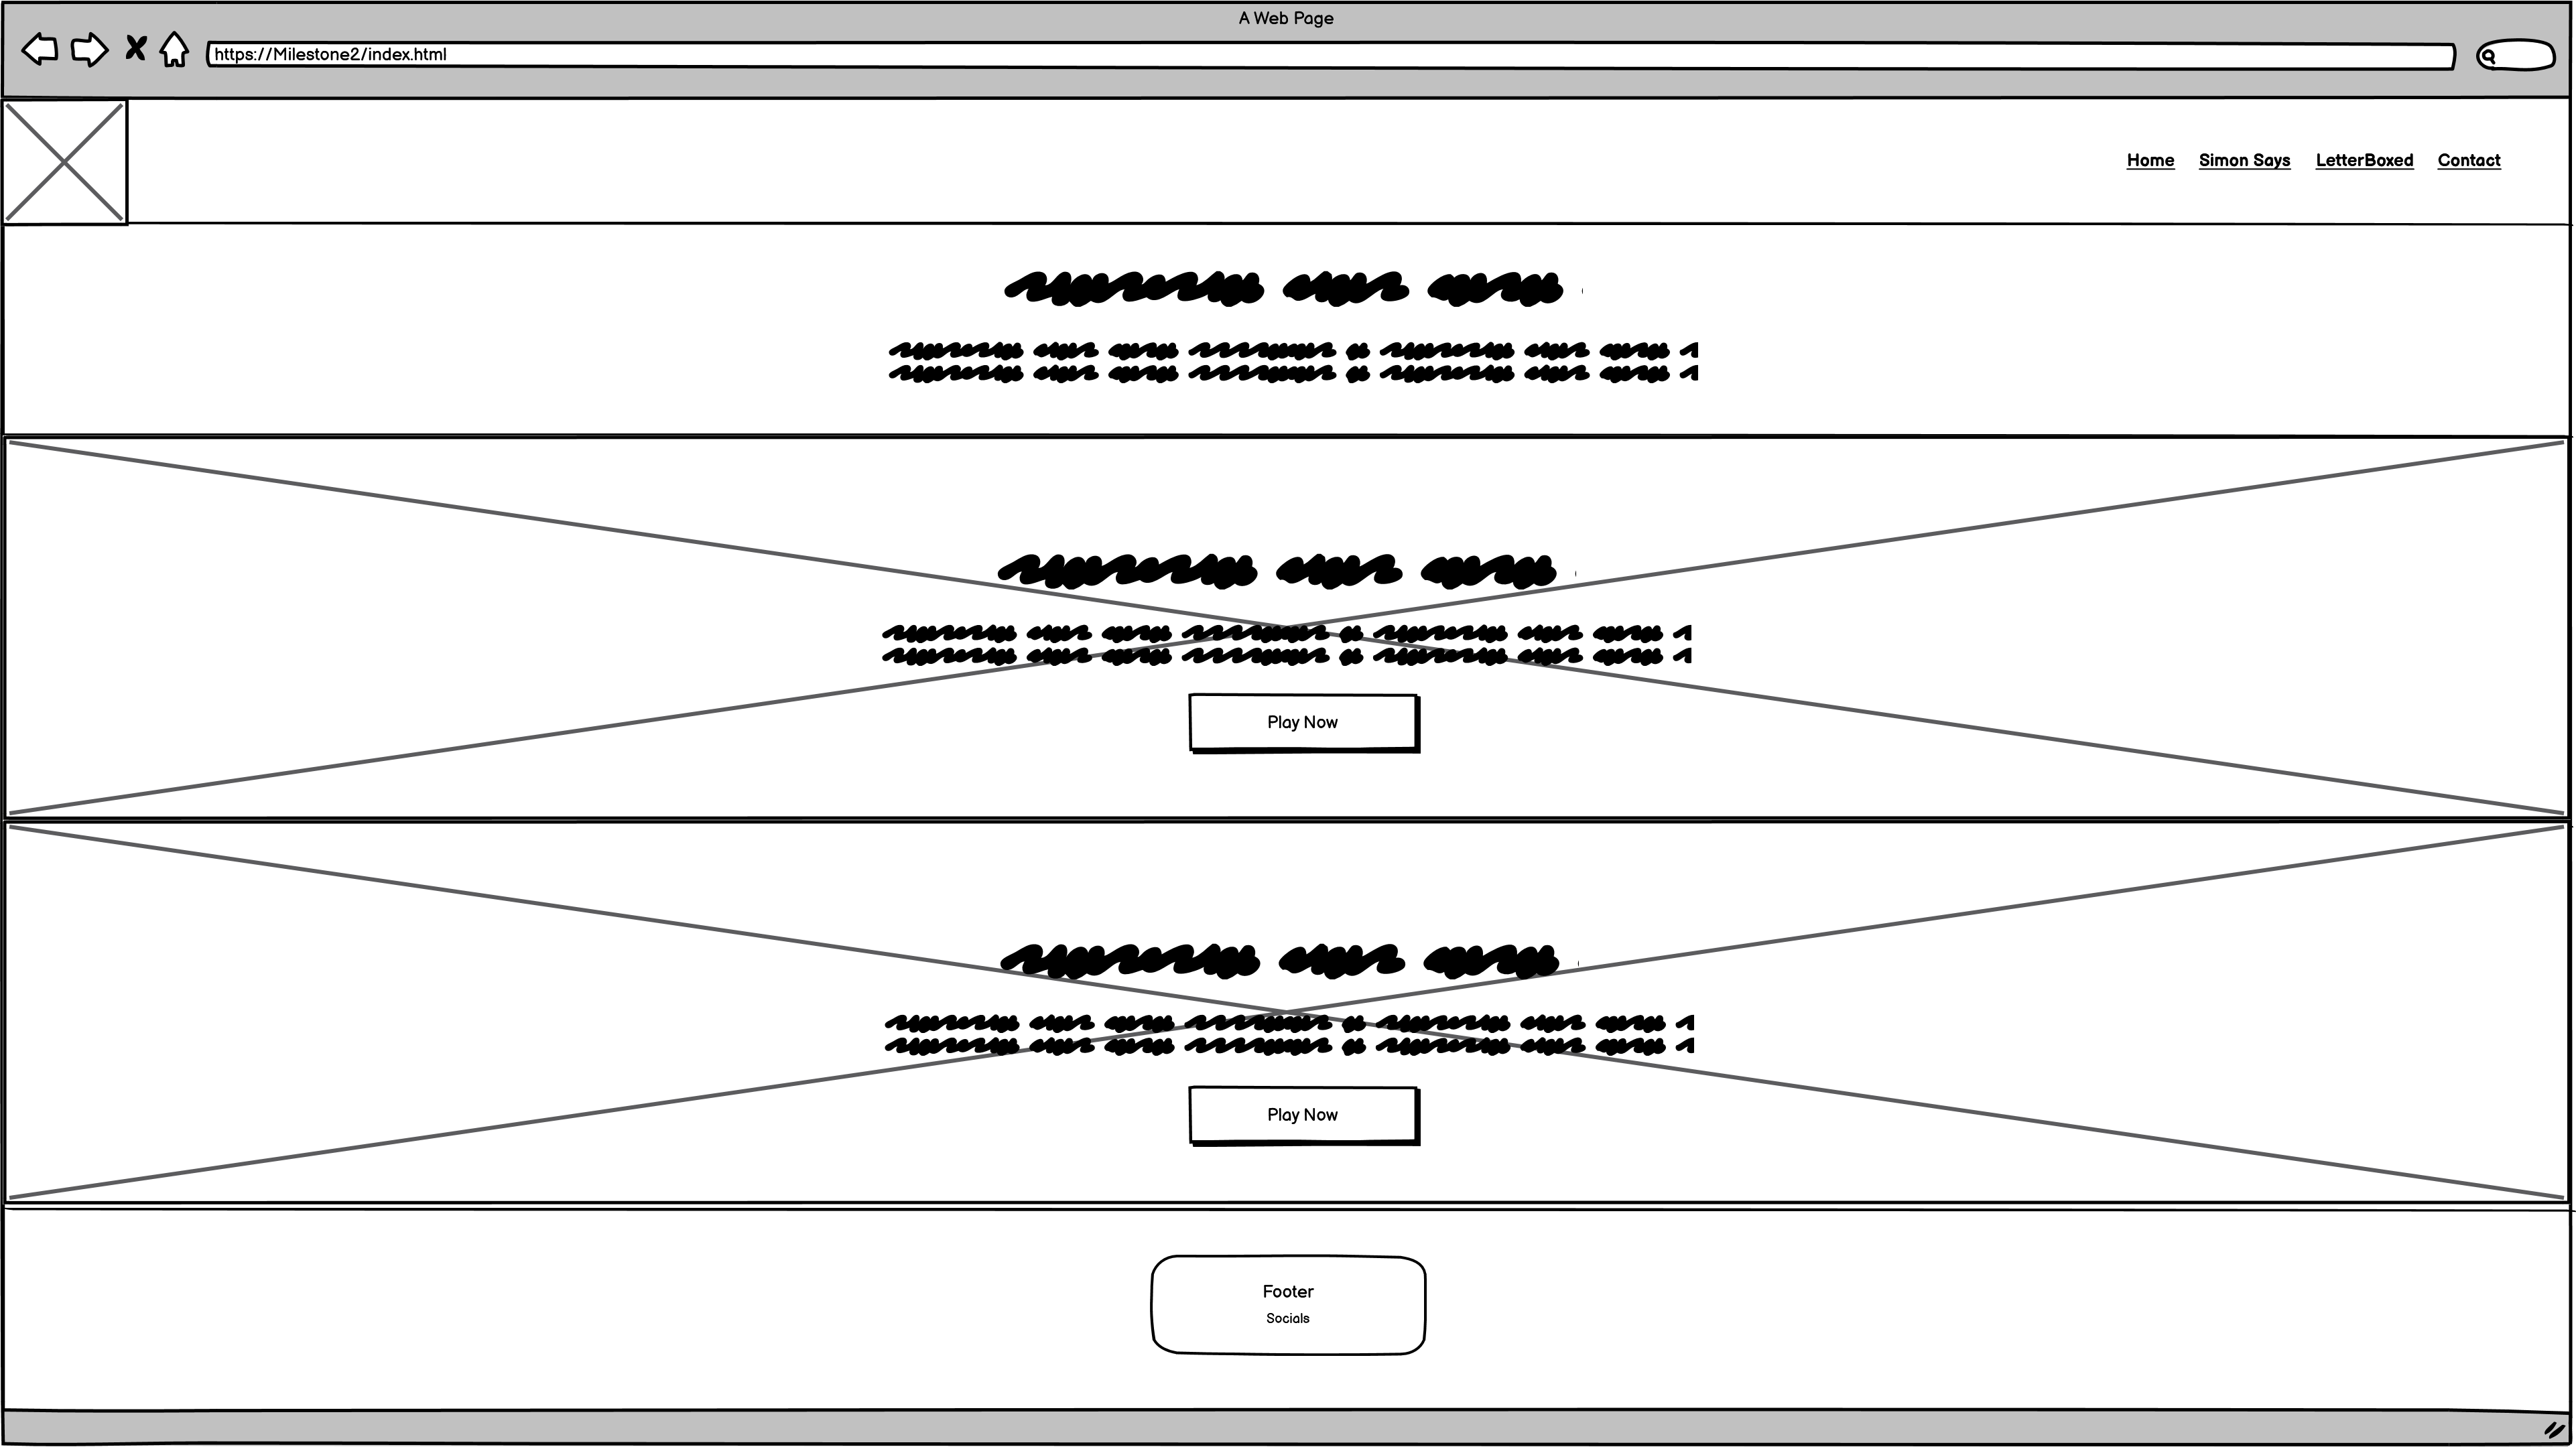 A Web Page
https://Milestone2/index.html
Home Simon Says LetterBoxed Contact
Play Now
Play Now
Footer
Socials